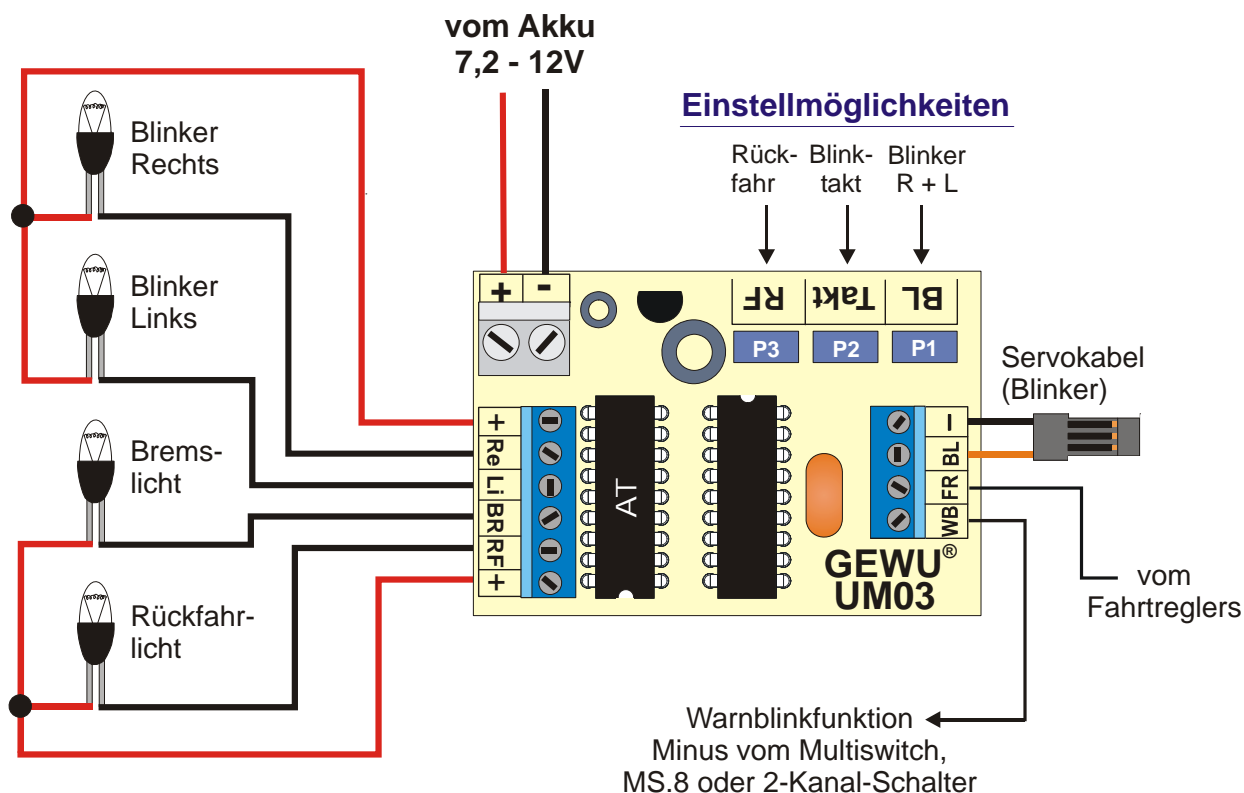 vom Akku
7,2 - 12V
Einstellmöglichkeiten
Rück-
fahr
Blink-
takt
Blinker
R + L
Blinker
Rechts
Blinker
Links
Brems-
licht
Rückfahr-
licht
+ -
RF Takt BL
P3 P2 P1
+
Re
Li
BR
RF
+
AT
–
BL
FR
WB
GEWU®
UM03
Servokabel
(Blinker)
vom
Fahrtreglers
Warnblinkfunktion
Minus vom Multiswitch,
MS.8 oder 2-Kanal-Schalter